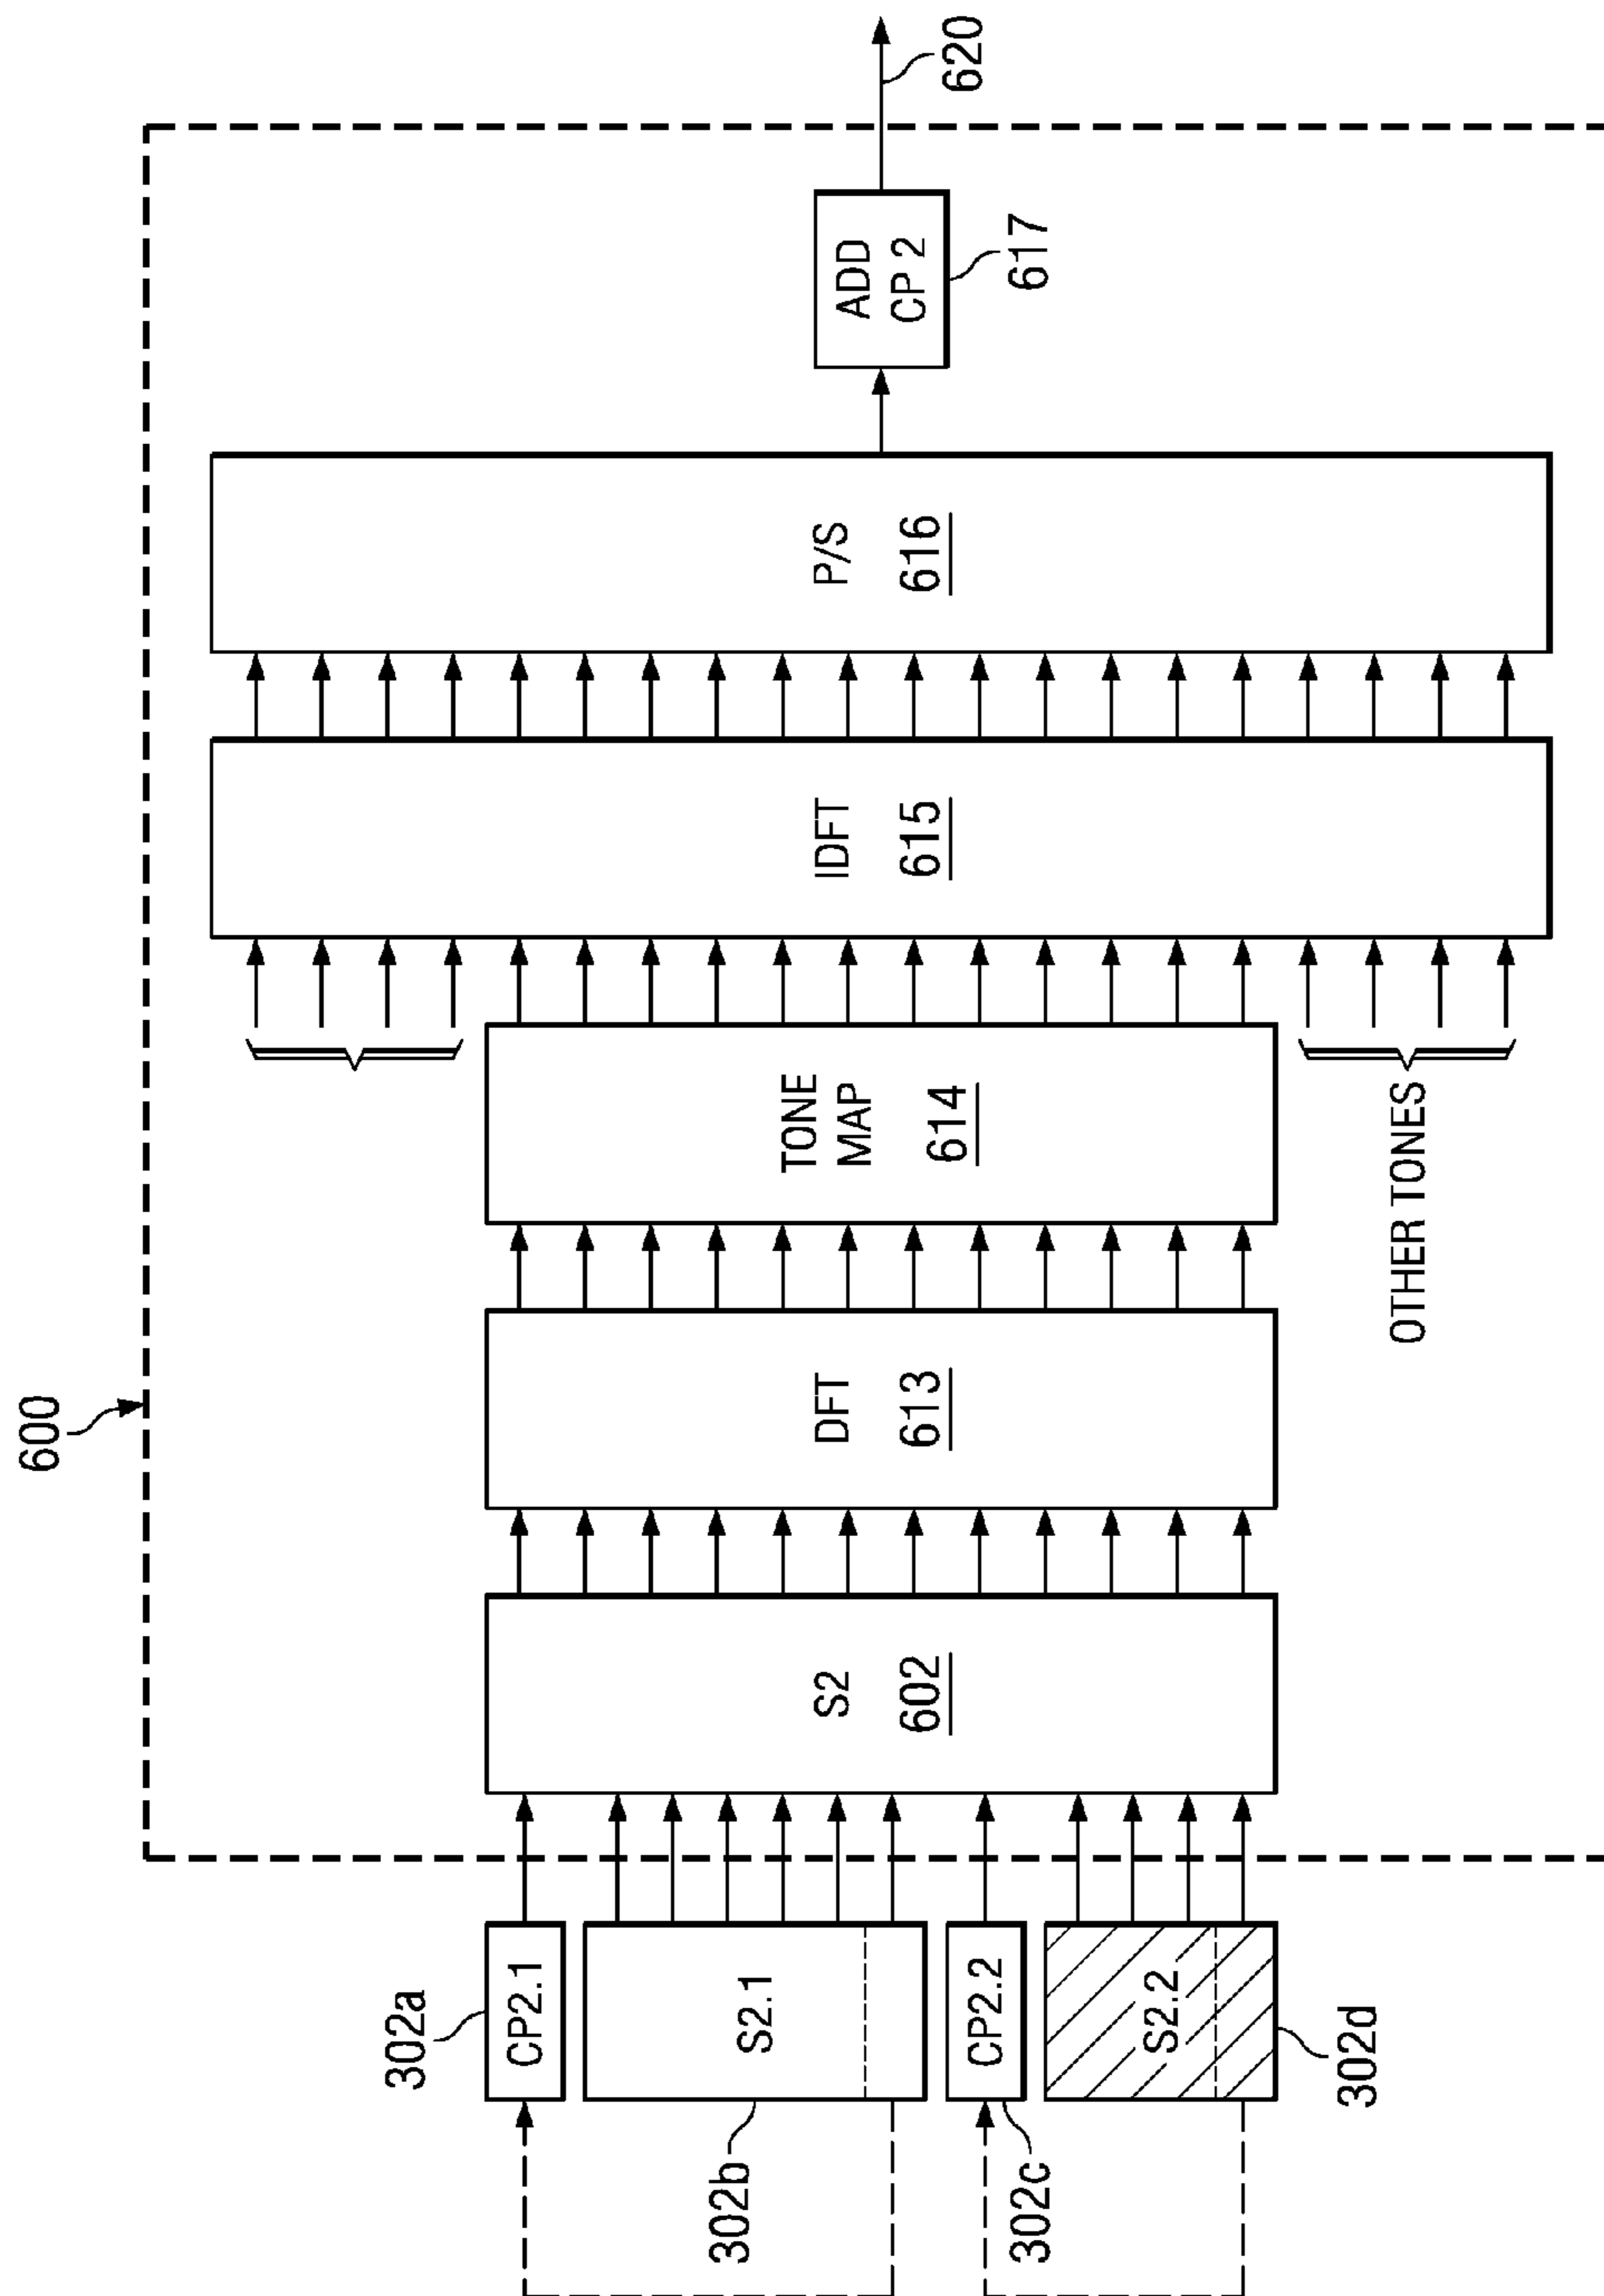 600
302a
CP2.1
S2.1
302b
CP2.2
302c
S2.2
302d
S2
602
DFT
613
TONE
MAP
614
OTHER TONES
IDFT
615
P/S
616
ADD
CP 2
617
620